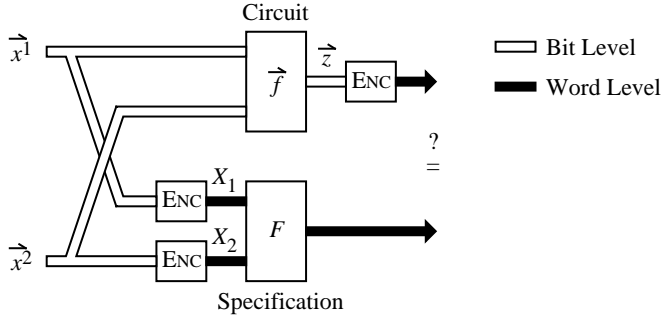 Circuit
x⃗¹
z⃗
f⃗
ENC
Bit Level
Word Level
?
=
X₁
ENC
F
X₂
ENC
x⃗²
Specification